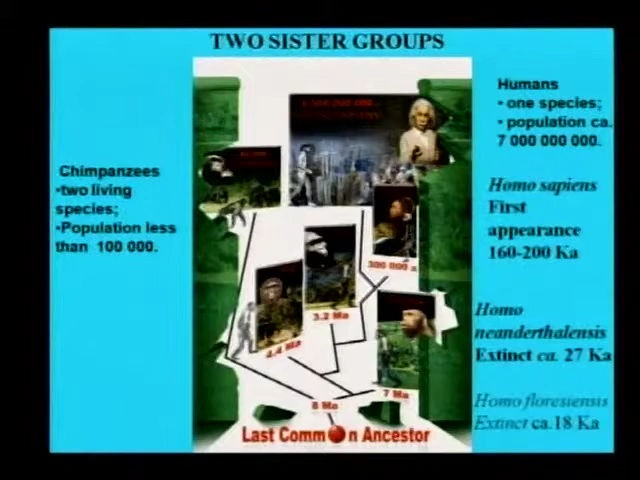 TWO SISTER GROUPS
Humans
• one species;
• population ca.
7 000 000 000.
Chimpanzees
•two living
species;
•Population less
than 100 000.
Homo sapiens
First
appearance
160-200 Ka
300 000 a
3.2 Ma
4.4 Ma
Homo
neanderthalensis
Extinct ca. 27 Ka
7 Ma
8 Ma
Homo floresiensis
Extinct ca.18 Ka
Last Common Ancestor